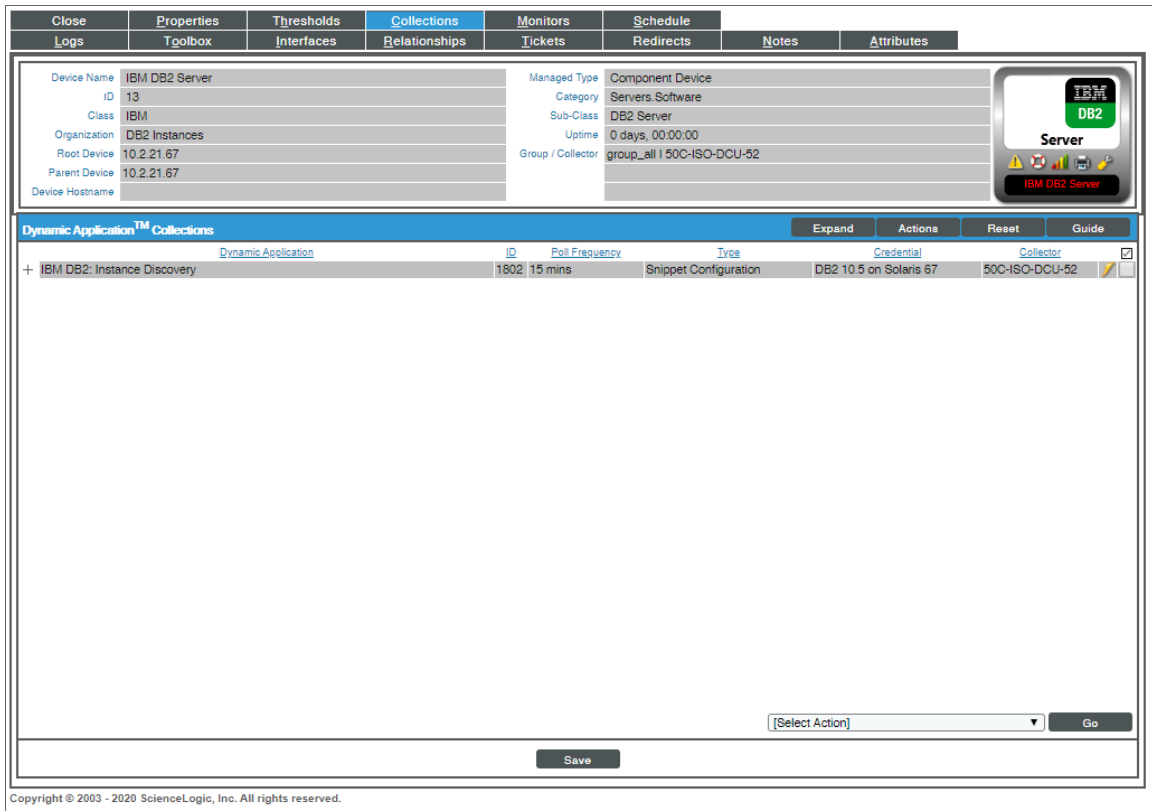 Close Properties Thresholds Collections Monitors Schedule
Logs Toolbox Interfaces Relationships Tickets Redirects Notes Attributes
Device Name IBM DB2 Server Managed Type Component Device
ID 13 Category Servers.Software
Class IBM Sub-Class DB2 Server
Organization DB2 Instances Uptime 0 days, 00:00:00
Root Device 10.2.21.67 Group / Collector group_all | 50C-ISO-DCU-52
Parent Device 10.2.21.67
Device Hostname
IBM
DB2
Server
IBM DB2 Server
Dynamic Application™ Collections Expand Actions Reset Guide
Dynamic Application ID Poll Frequency Type Credential Collector
+ IBM DB2: Instance Discovery 1802 15 mins Snippet Configuration DB2 10.5 on Solaris 67 50C-ISO-DCU-52
[Select Action] Go
Save
Copyright © 2003 - 2020 ScienceLogic, Inc. All rights reserved.